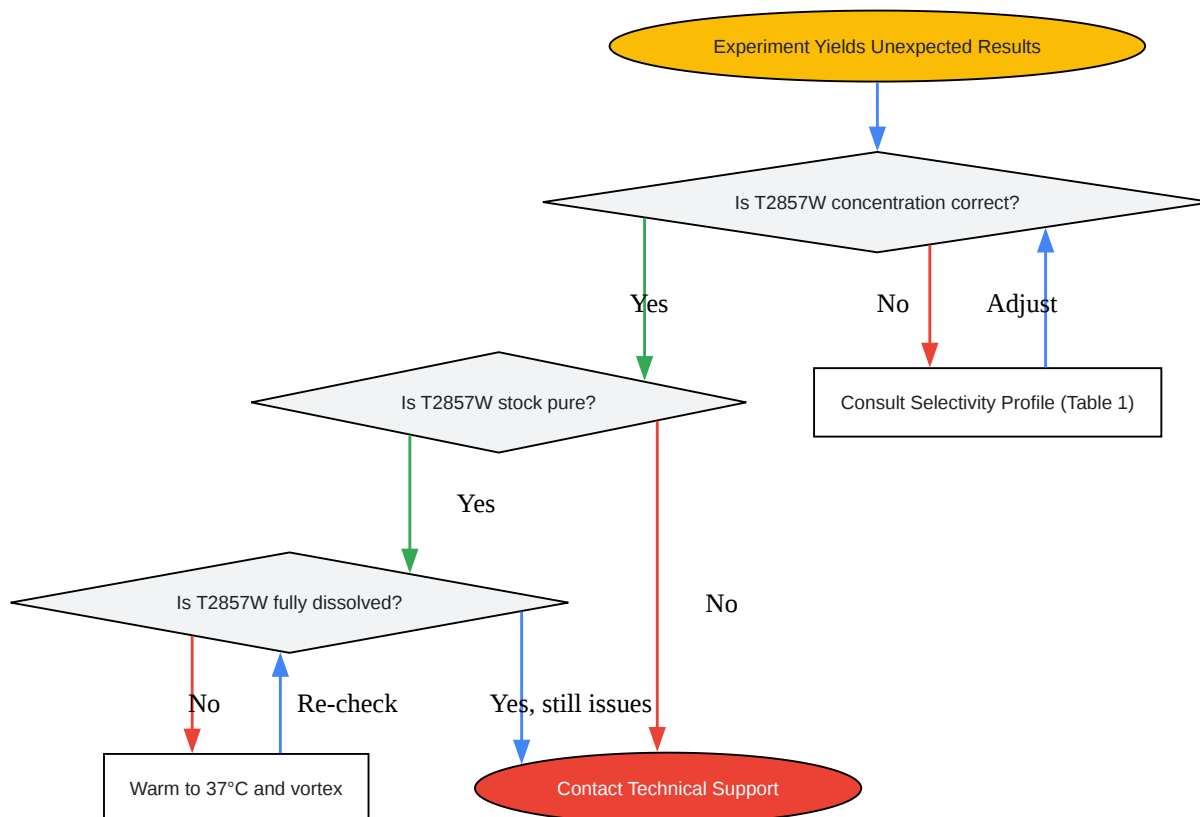 Experiment Yields Unexpected Results
Is T2857W concentration correct?
Yes
No
Adjust
Is T2857W stock pure?
Consult Selectivity Profile (Table 1)
Yes
Is T2857W fully dissolved?
No
No
Re-check
Yes, still issues
Warm to 37°C and vortex
Contact Technical Support